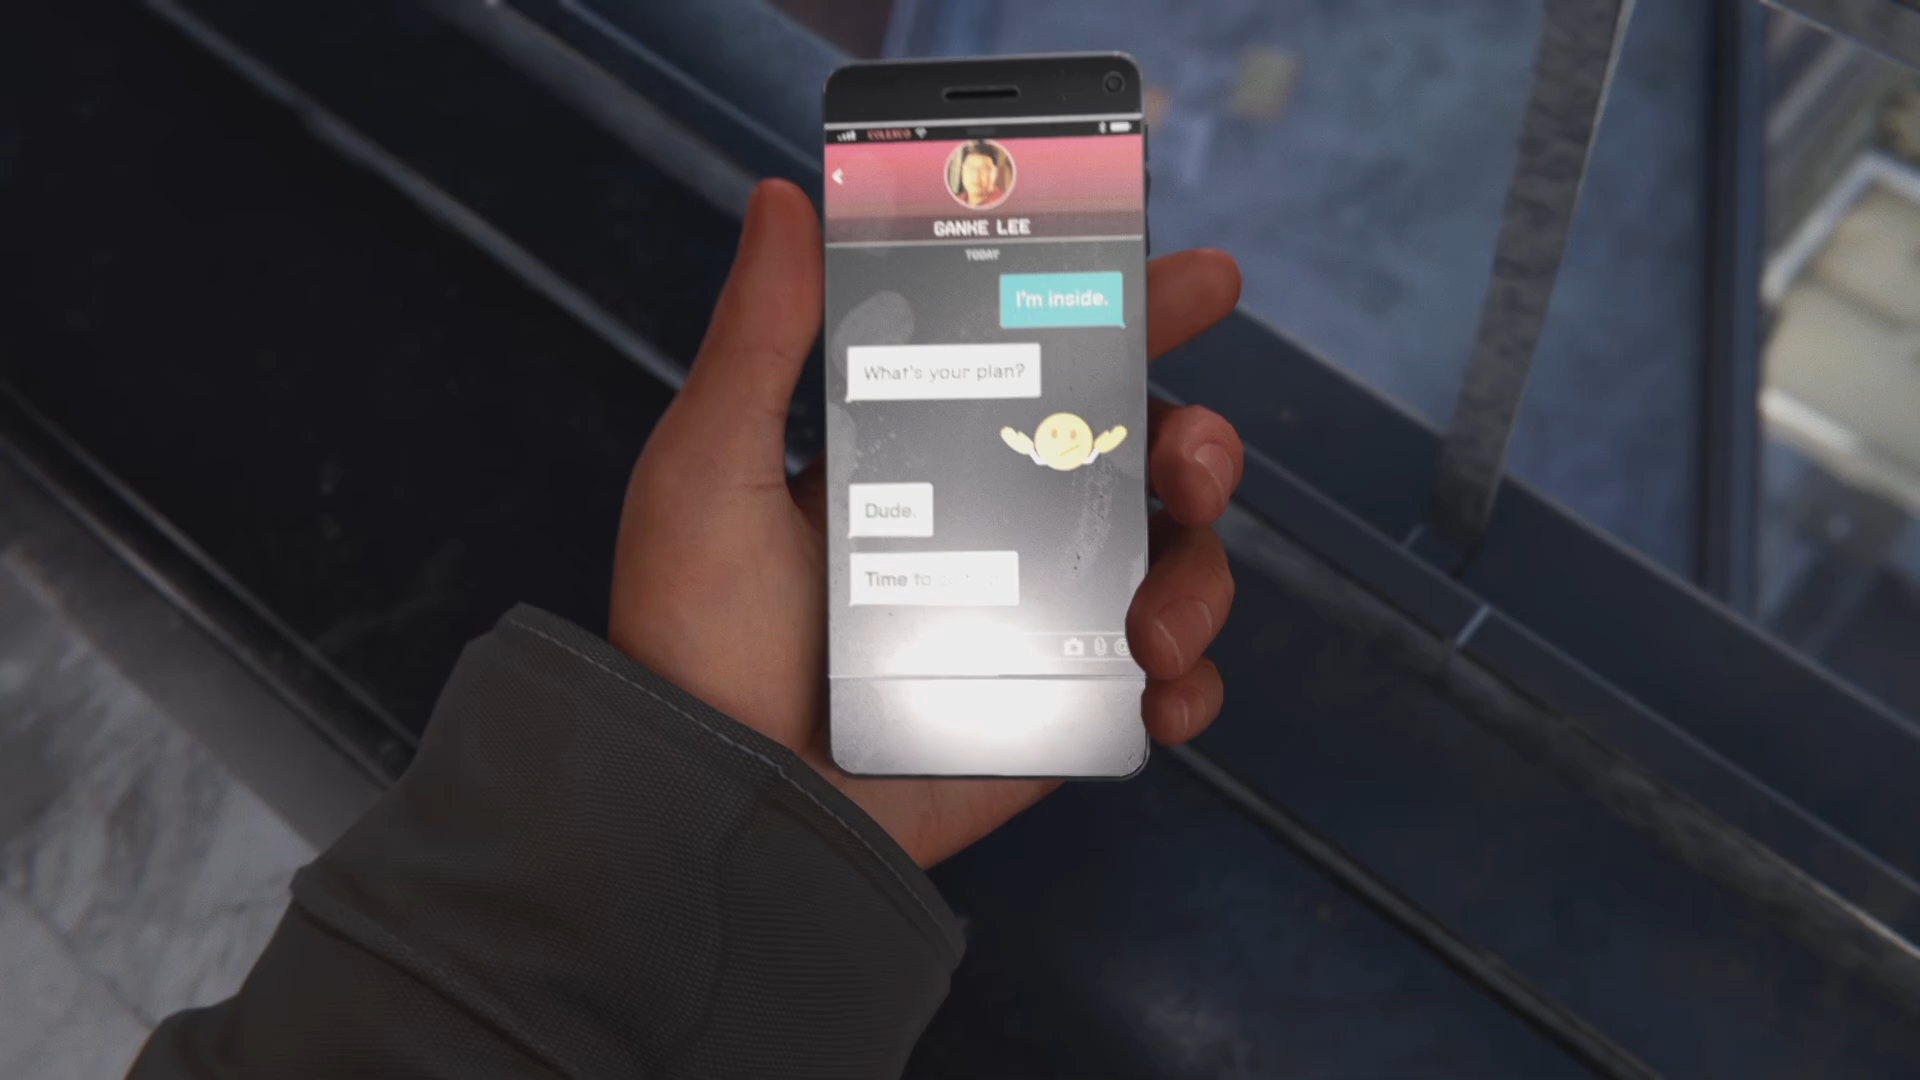 GANKE LEE
TODAY
I'm inside.
What's your plan?
Dude.
Time to